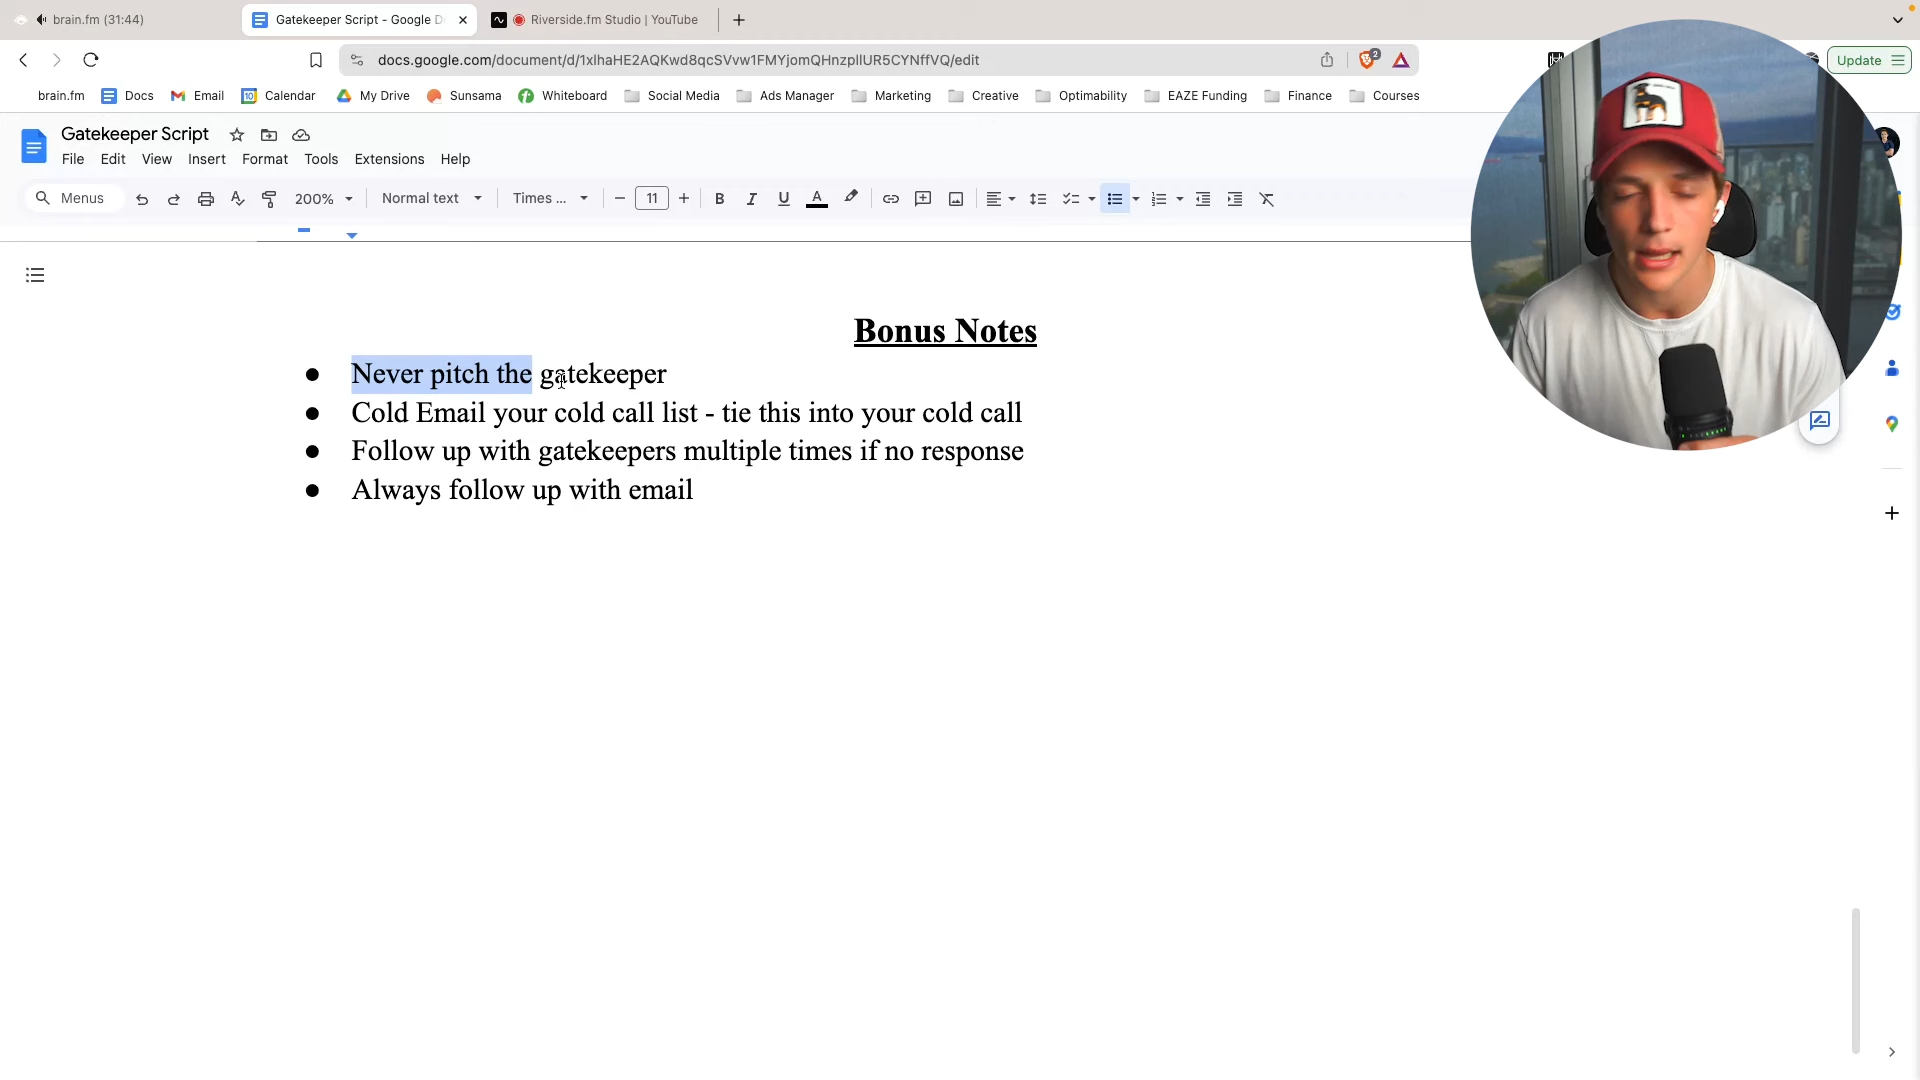 brain.fm (31:44)
Gatekeeper Script - Google D
Riverside.fm Studio | YouTube
docs.google.com/document/d/1xlhaHE2AQKwd8qcSVvw1FMYjomQHnzpllUR5CYNffVQ/edit
2
Update
brain.fm
Docs
Email
Calendar
My Drive
Sunsama
Whiteboard
Social Media
Ads Manager
Marketing
Creative
Optimability
EAZE Funding
Finance
Courses
Gatekeeper Script
File Edit View Insert Format Tools Extensions Help
Menus
200%
Normal text
Times ...
11
Bonus Notes
● Never pitch the gatekeeper
● Cold Email your cold call list - tie this into your cold call
● Follow up with gatekeepers multiple times if no response
● Always follow up with email